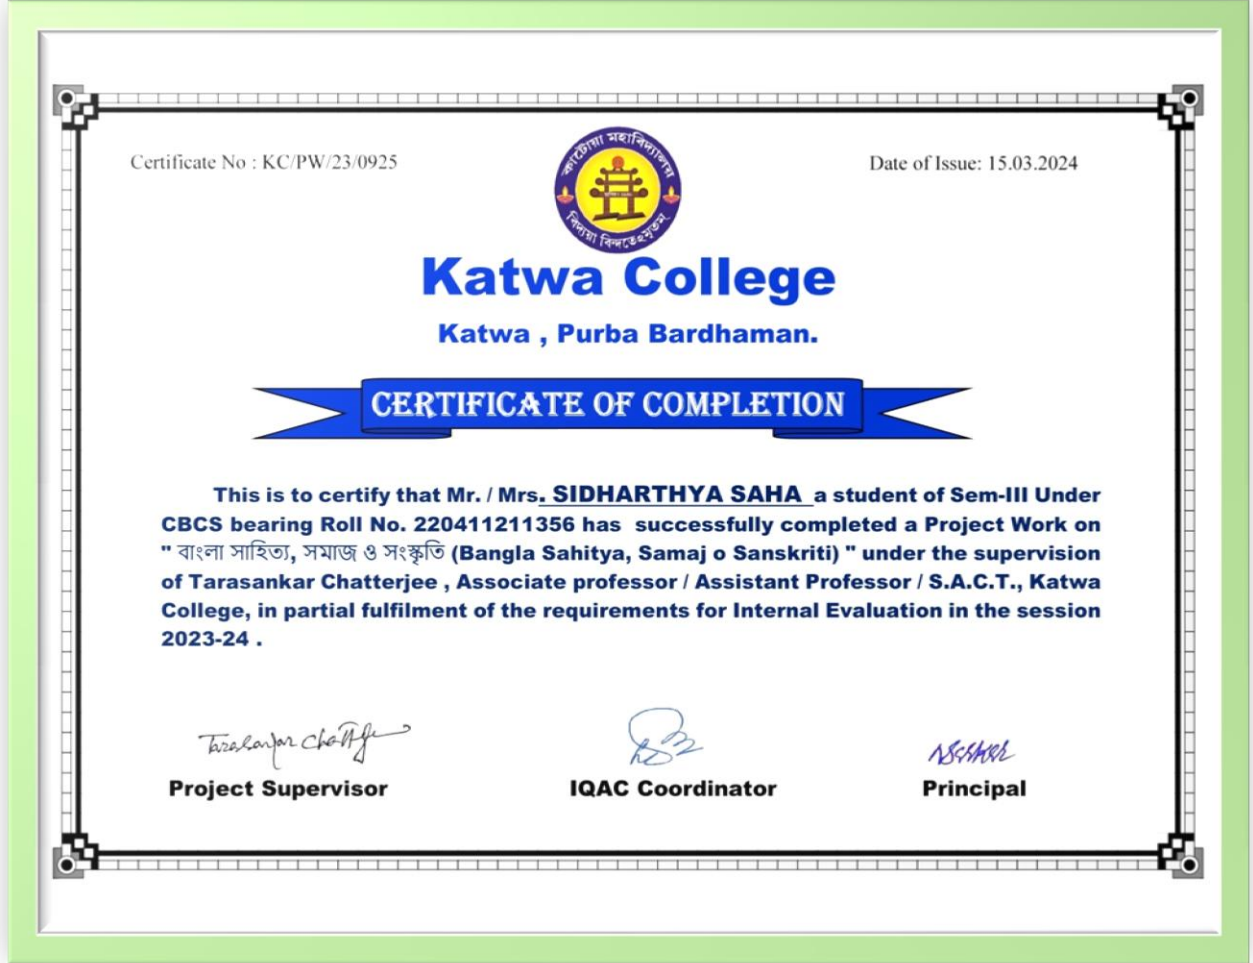 Certificate No : KC/PW/23/0925
Date of Issue: 15.03.2024
কাটোয়া মহাবিদ্যালয়
বিদ্যয়া বিন্দতেঽমৃতম্
Katwa College
Katwa , Purba Bardhaman.
CERTIFICATE OF COMPLETION
This is to certify that Mr. / Mrs. SIDHARTHYA SAHA a student of Sem-III Under
CBCS bearing Roll No. 220411211356 has successfully completed a Project Work on
" বাংলা সাহিত্য, সমাজ ও সংস্কৃতি (Bangla Sahitya, Samaj o Sanskriti) " under the supervision
of Tarasankar Chatterjee , Associate professor / Assistant Professor / S.A.C.T., Katwa
College, in partial fulfilment of the requirements for Internal Evaluation in the session
2023-24 .
Project Supervisor
IQAC Coordinator
Principal